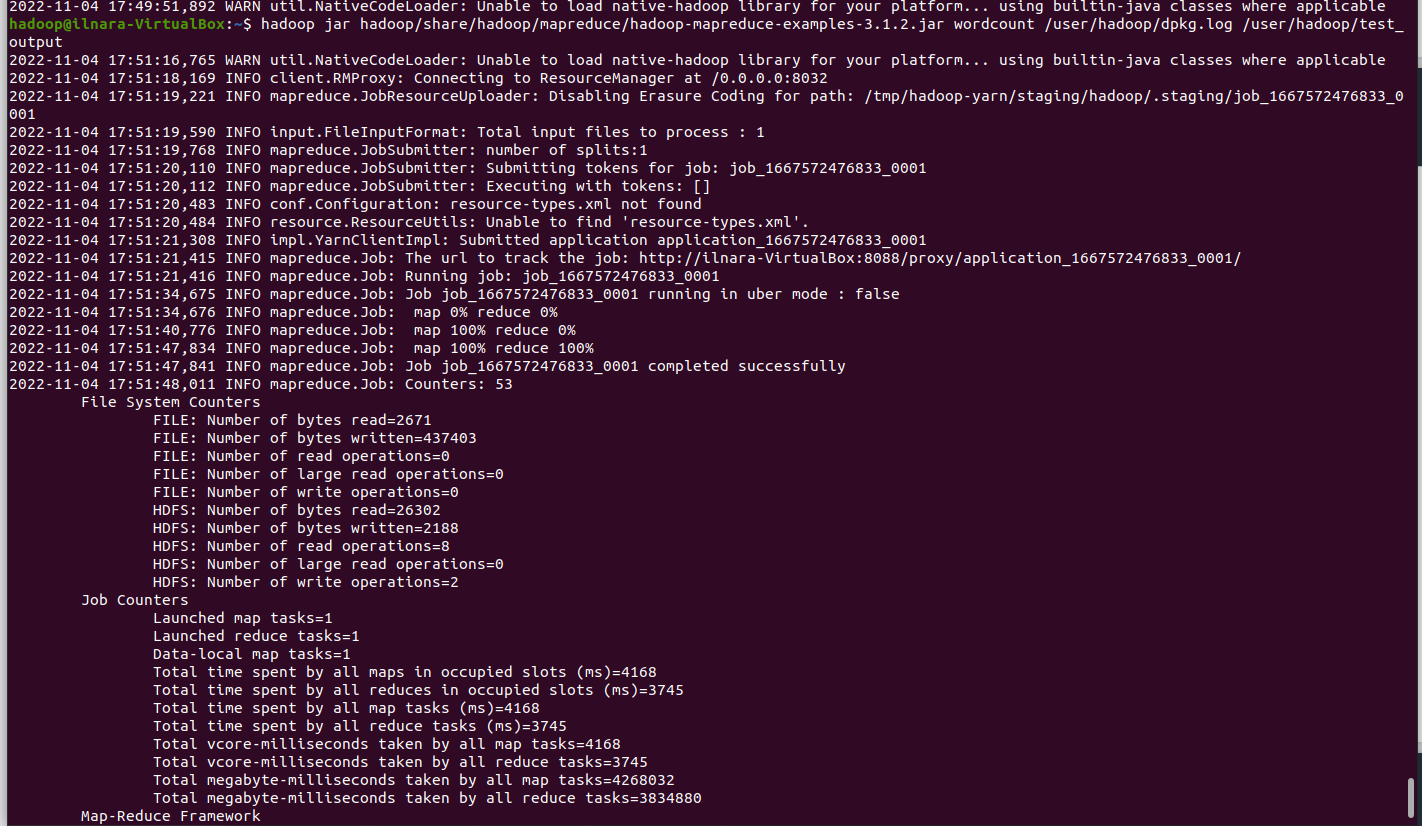 2022-11-04 17:49:51,892 WARN util.NativeCodeLoader: Unable to load native-hadoop library for your platform... using builtin-java classes where applicable
hadoop@ilnara-VirtualBox:~$ hadoop jar hadoop/share/hadoop/mapreduce/hadoop-mapreduce-examples-3.1.2.jar wordcount /user/hadoop/dpkg.log /user/hadoop/test_
output
2022-11-04 17:51:16,765 WARN util.NativeCodeLoader: Unable to load native-hadoop library for your platform... using builtin-java classes where applicable
2022-11-04 17:51:18,169 INFO client.RMProxy: Connecting to ResourceManager at /0.0.0.0:8032
2022-11-04 17:51:19,221 INFO mapreduce.JobResourceUploader: Disabling Erasure Coding for path: /tmp/hadoop-yarn/staging/hadoop/.staging/job_1667572476833_0
001
2022-11-04 17:51:19,590 INFO input.FileInputFormat: Total input files to process : 1
2022-11-04 17:51:19,768 INFO mapreduce.JobSubmitter: number of splits:1
2022-11-04 17:51:20,110 INFO mapreduce.JobSubmitter: Submitting tokens for job: job_1667572476833_0001
2022-11-04 17:51:20,112 INFO mapreduce.JobSubmitter: Executing with tokens: []
2022-11-04 17:51:20,483 INFO conf.Configuration: resource-types.xml not found
2022-11-04 17:51:20,484 INFO resource.ResourceUtils: Unable to find 'resource-types.xml'.
2022-11-04 17:51:21,308 INFO impl.YarnClientImpl: Submitted application application_1667572476833_0001
2022-11-04 17:51:21,415 INFO mapreduce.Job: The url to track the job: http://ilnara-VirtualBox:8088/proxy/application_1667572476833_0001/
2022-11-04 17:51:21,416 INFO mapreduce.Job: Running job: job_1667572476833_0001
2022-11-04 17:51:34,675 INFO mapreduce.Job: Job job_1667572476833_0001 running in uber mode : false
2022-11-04 17:51:34,676 INFO mapreduce.Job:  map 0% reduce 0%
2022-11-04 17:51:40,776 INFO mapreduce.Job:  map 100% reduce 0%
2022-11-04 17:51:47,834 INFO mapreduce.Job:  map 100% reduce 100%
2022-11-04 17:51:47,841 INFO mapreduce.Job: Job job_1667572476833_0001 completed successfully
2022-11-04 17:51:48,011 INFO mapreduce.Job: Counters: 53
File System Counters
FILE: Number of bytes read=2671
FILE: Number of bytes written=437403
FILE: Number of read operations=0
FILE: Number of large read operations=0
FILE: Number of write operations=0
HDFS: Number of bytes read=26302
HDFS: Number of bytes written=2188
HDFS: Number of read operations=8
HDFS: Number of large read operations=0
HDFS: Number of write operations=2
Job Counters
Launched map tasks=1
Launched reduce tasks=1
Data-local map tasks=1
Total time spent by all maps in occupied slots (ms)=4168
Total time spent by all reduces in occupied slots (ms)=3745
Total time spent by all map tasks (ms)=4168
Total time spent by all reduce tasks (ms)=3745
Total vcore-milliseconds taken by all map tasks=4168
Total vcore-milliseconds taken by all reduce tasks=3745
Total megabyte-milliseconds taken by all map tasks=4268032
Total megabyte-milliseconds taken by all reduce tasks=3834880
Map-Reduce Framework